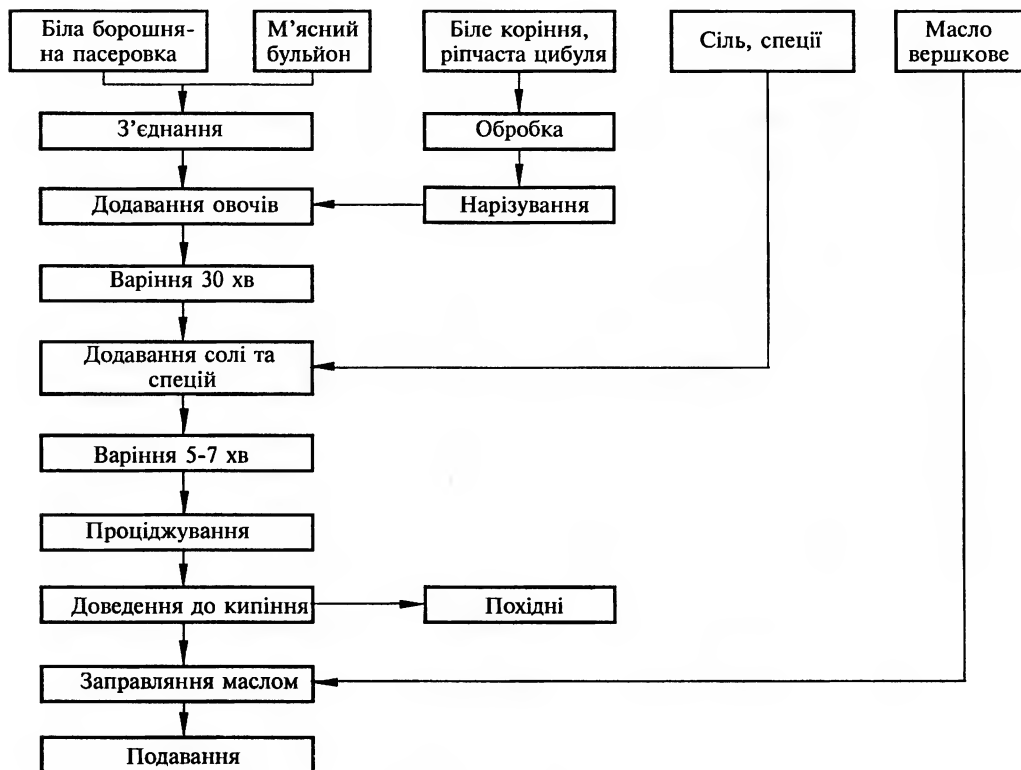 Біла борошня-
на пасеровка
М’ясний
бульйон
Біле коріння,
ріпчаста цибуля
Сіль, спеції
Масло
вершкове
З’єднання
Обробка
Додавання овочів
Нарізування
Варіння 30 хв
Додавання солі та
спецій
Варіння 5-7 хв
Проціджування
Доведення до кипіння
Похідні
Заправляння маслом
Подавання